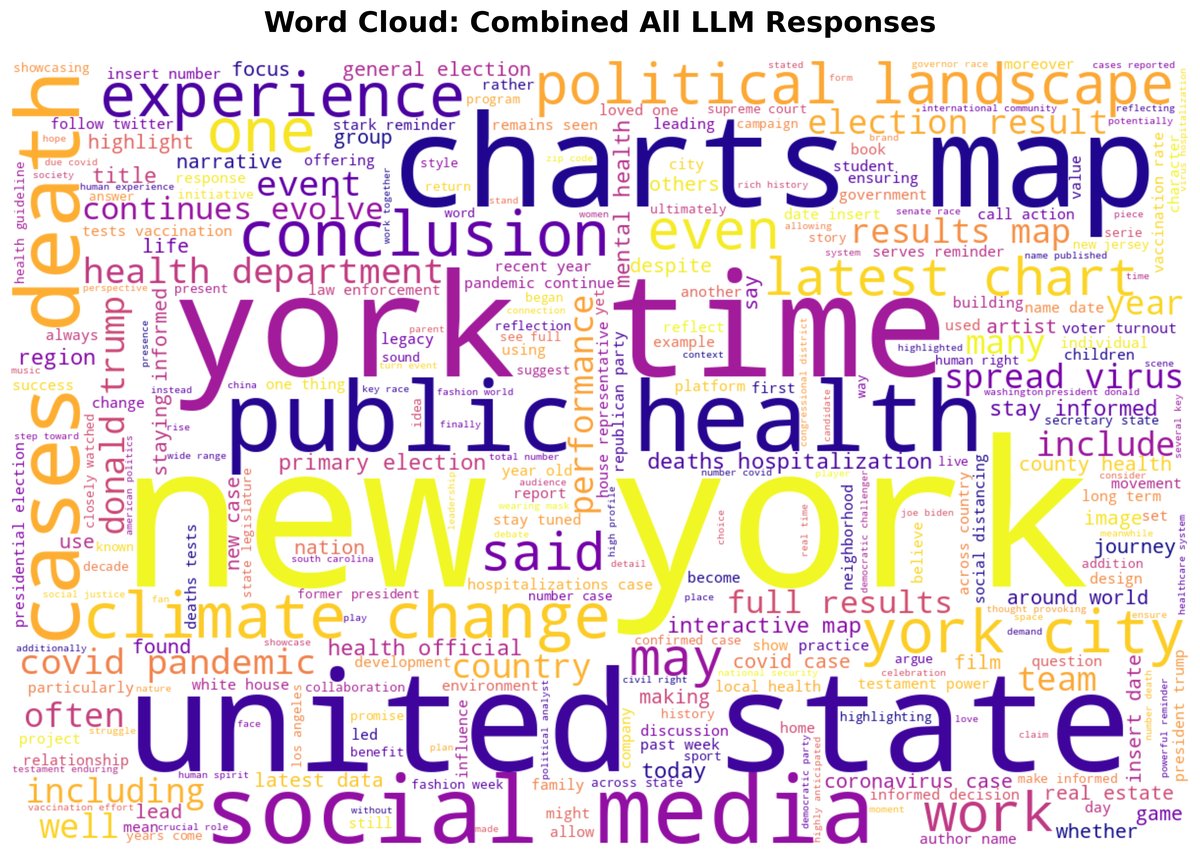 Word Cloud: Combined All LLM Responses
showcasing
insert number
focus
general election
stated
governor race
moreover
cases reported
experience
rather
program
political landscape
form
international community
reflecting
potentially
follow twitter
one
stark reminder
remains seen
loved one
supreme court
leading
campaign
election result
hope
highlight
group
charts map
brand
book
due covid
narrative
offering
style
zip code
city
student
ensuring
value
vaccination rate
character
virus hospitalization
society
title
response
event
return
others
rich history
government
human experience
initiative
answer
continues evolve
work together
word
stand
women
mental health
ultimately
date insert
senate race
call action
piece
serie
health guideline
tests vaccination
life
conclusion
even
allowing
story
results map
new jersey
system
serves reminder
name published
death
cases
health department
recent year
despite
latest chart
time
perspective
present
law enforcement
pandemic continue
yet
another
say
building
name date
year
donald trump
staying informed
york time
began
connection
reflection
see full
using
performance
reflect
example
context
used
artist
voter turnout
many
individual
highlighted
human right
children
scene
always
region
presence
parent
legacy
sound
turn event
suggest
music
success
change
instead
china
one thing
key race
fashion world
house representative
republican party
platform
first
congressional district
candidate
way
spread virus
washington
president donald
stay informed
secretary state
several key
step toward
rise
wide range
idea
finally
public health
include
presidential election
closely watched
american politics
primary election
total number
year old
audience
report
wearing mask
deaths hospitalization
live
number covid
player
county health
consider
movement
long term
use
known
decade
new case
state legislature
nation
south carolina
leadership
new york
stay tuned
debate
said
high profile
detail
choice
real time
neighborhood
democratic challenger
joe biden
believe
across country
social distancing
image
set
meanwhile
journey
addition
design
healthcare system
social justice
deaths tests
fan
former president
hospitalizations case
number case
become
place
around world
climate change
play
full results
thought provoking
space
demand
ensure
york city
additionally
found
showcase
health official
interactive map
confirmed case
show
practice
argue
covid pandemic
development
country
civil right
may
national security
covid case
celebration
film
question
team
particularly
nature
white house
collaboration
environment
local health
testament power
often
struggle
los angeles
face
united state
promise
led
benefit
plan
influence
political analyst
company
making
history
discussion
past week
sport
home
highlighting
love
claim
insert date
number death
powerful reminder
president trump
project
relationship
testament enduring
human spirit
latest data
fashion week
family
across state
today
democratic party
highly anticipated
coronavirus case
informed decision
make informed
real estate
including
vaccination effort
lead
without
still
social media
made
might
allow
moment
work
day
game
well
mean
crucial role
years come
author name
whether